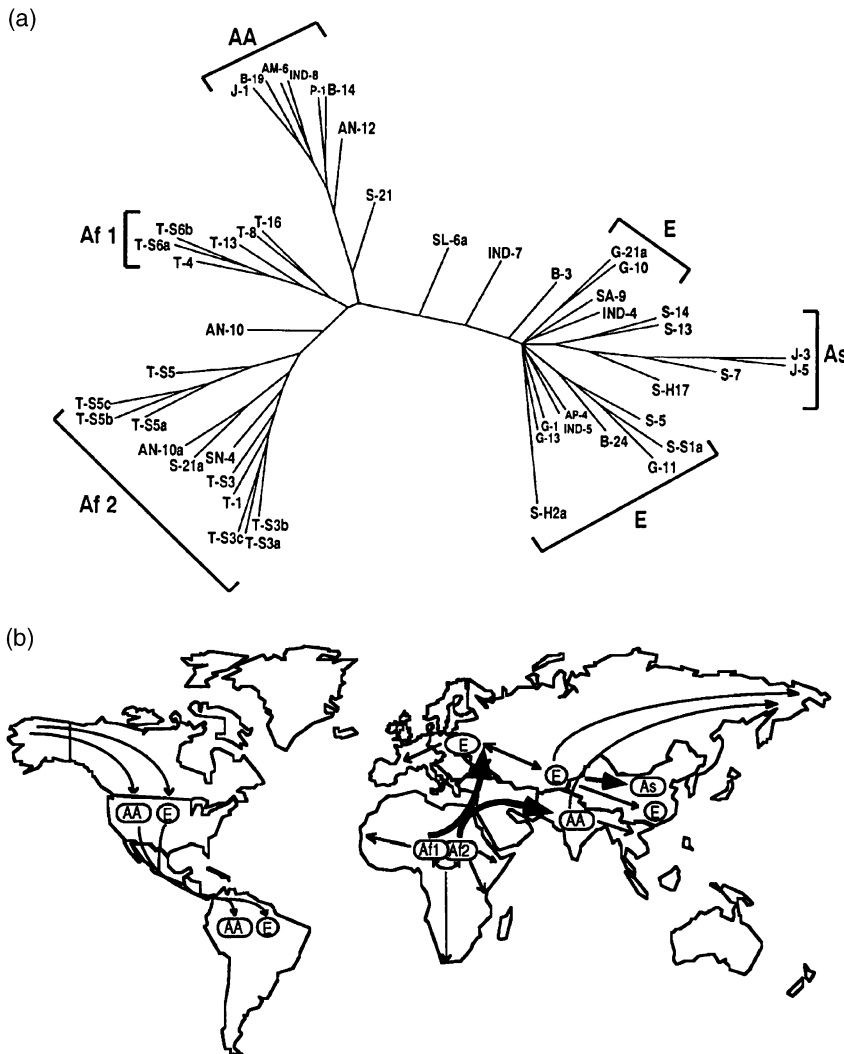 (a)
AA
AM-6
IND-8
B-19
J-1
P-1
B-14
AN-12
S-21
Af 1
T-S6b
T-S6a
T-4
T-13
T-8
T-16
SL-6a
IND-7
B-3
E
G-21a
G-10
SA-9
IND-4
S-14
S-13
J-3
J-5
As
S-7
S-H17
AN-10
T-S5
T-S5c
T-S5b
T-S5a
AN-10a
S-21a
SN-4
T-S3
T-1
T-S3b
T-S3c
T-S3a
Af 2
G-1
G-13
AP-4
IND-5
B-24
S-5
S-S1a
G-11
S-H2a
E
(b)
E
E
As
E
AA
AA
E
Af1
Af2
AA
E